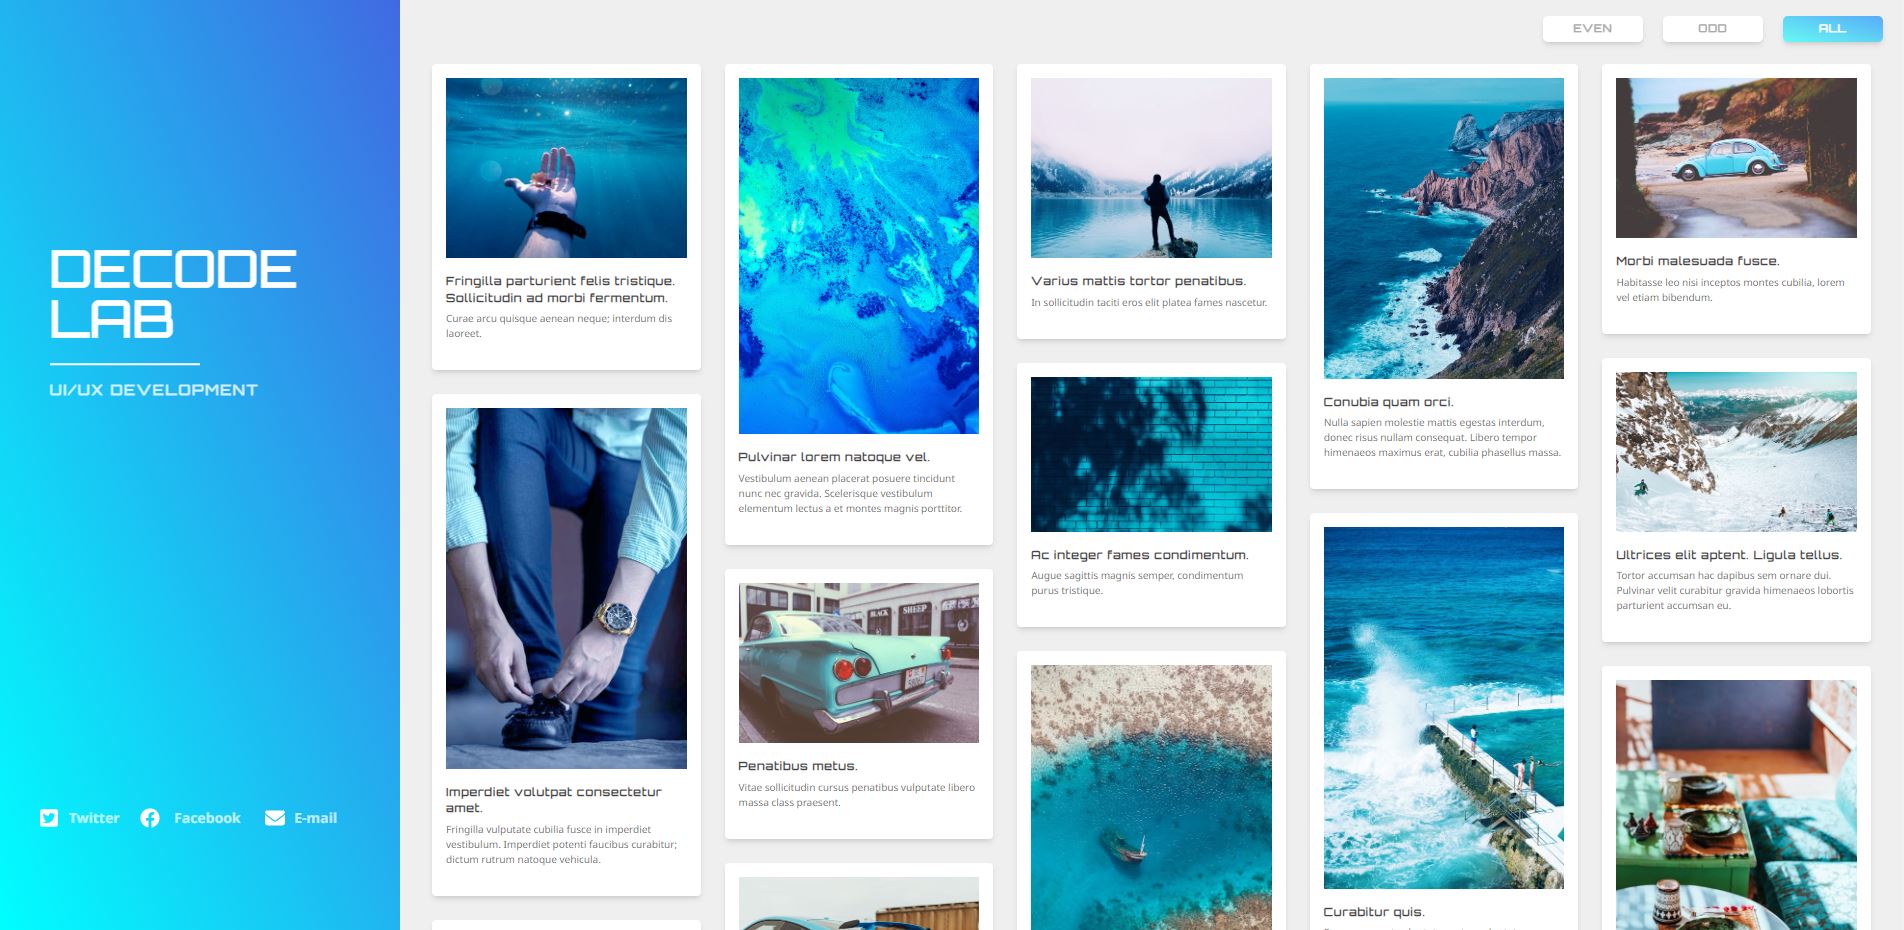 DECODE
LAB
UI/UX DEVELOPMENT
Twitter
Facebook
E-mail
EVEN
ODD
ALL
Fringilla parturient felis tristique.
Sollicitudin ad morbi fermentum.
Curae arcu quisque aenean neque; interdum dis
laoreet.
Imperdiet volutpat consectetur
amet.
Fringilla vulputate cubilia fusce in imperdiet
vestibulum. Imperdiet potenti faucibus curabitur;
dictum rutrum natoque vehicula.
Pulvinar lorem natoque vel.
Vestibulum aenean placerat posuere tincidunt
nunc nec gravida. Scelerisque vestibulum
elementum lectus a et montes magnis porttitor.
BLACK SHEEP
Penatibus metus.
Vitae sollicitudin cursus penatibus vulputate libero
massa class praesent.
Varius mattis tortor penatibus.
In sollicitudin taciti eros elit platea fames nascetur.
Ac integer fames condimentum.
Augue sagittis magnis semper, condimentum
purus tristique.
Conubia quam orci.
Nulla sapien molestie mattis egestas interdum,
donec risus nullam consequat. Libero tempor
himenaeos maximus erat, cubilia phasellus massa.
Curabitur quis.
Morbi malesuada fusce.
Habitasse leo nisi inceptos montes cubilia, lorem
vel etiam bibendum.
Ultrices elit aptent. Ligula tellus.
Tortor accumsan hac dapibus sem ornare dui.
Pulvinar velit curabitur gravida himenaeos lobortis
parturient accumsan eu.